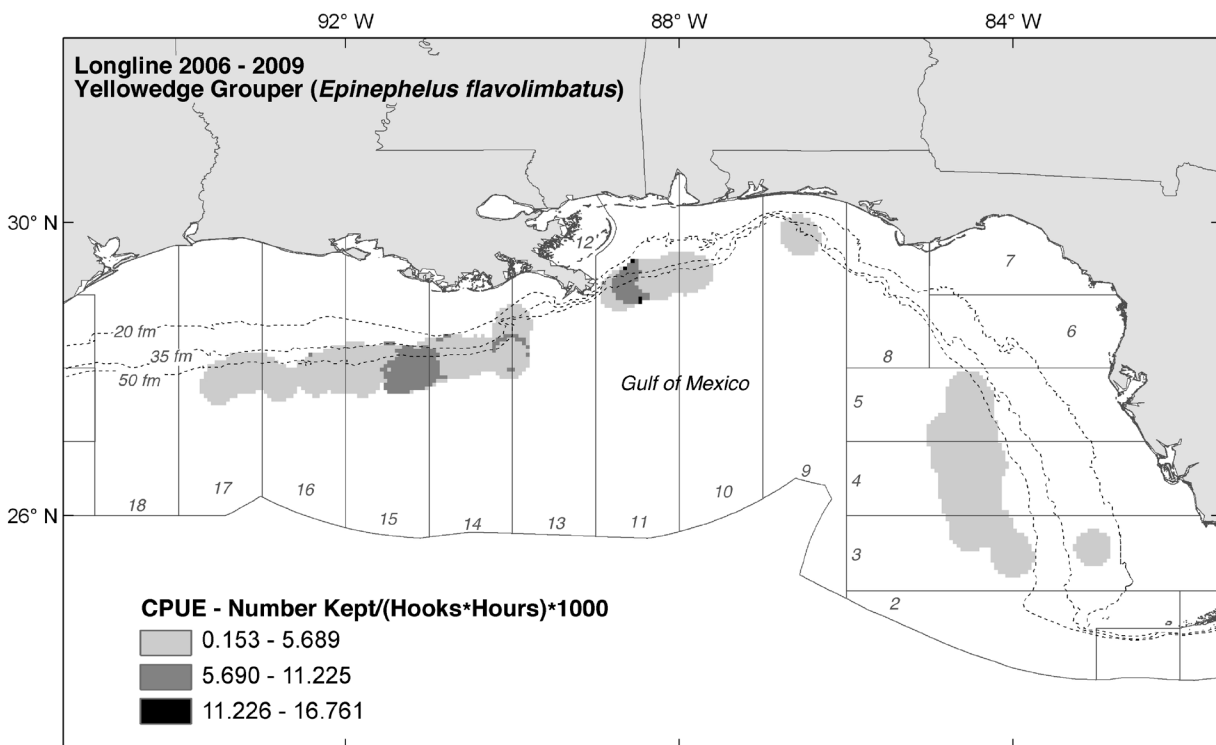 92° W 88° W 84° W
Longline 2006 - 2009
Yellowedge Grouper (Epinephelus flavolimbatus)
30° N
12
7
20 fm
6
35 fm
8
50 fm
Gulf of Mexico
5
9
4
17
16
10
18
26° N
15
14
13
11
3
2
CPUE - Number Kept/(Hooks*Hours)*1000
0.153 - 5.689
5.690 - 11.225
11.226 - 16.761